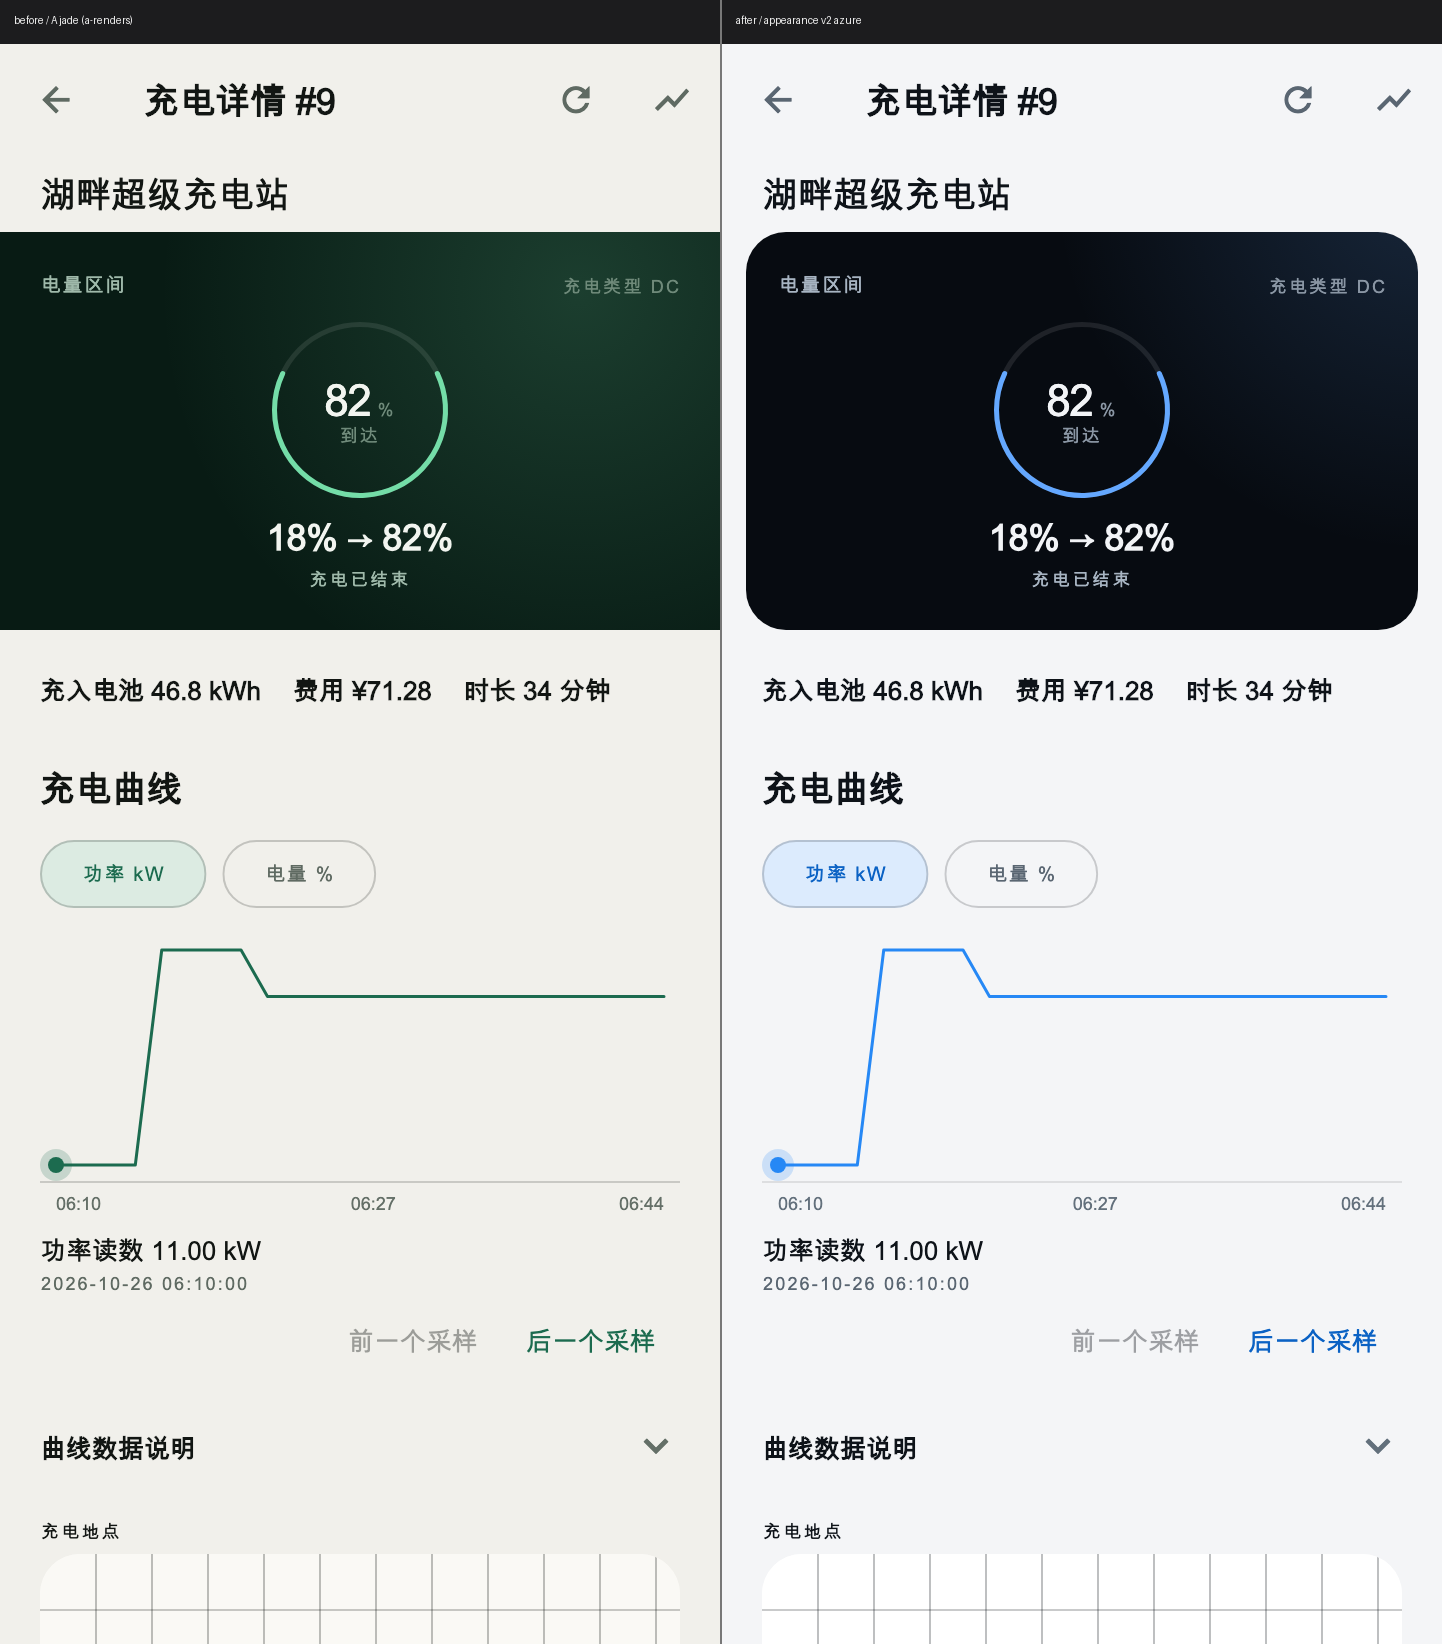 before / A jade (a-renders)
充电详情 #9
湖畔超级充电站
电量区间
充电类型 DC
82 %
到达
18% → 82%
充电已结束
充入电池 46.8 kWh 费用 ¥71.28 时长 34 分钟
充电曲线
功率 kW
电量 %
06:10 06:27 06:44
功率读数 11.00 kW
2026-10-26 06:10:00
前一个采样 后一个采样
曲线数据说明
充电地点
after / appearance v2 azure
充电详情 #9
湖畔超级充电站
电量区间
充电类型 DC
82 %
到达
18% → 82%
充电已结束
充入电池 46.8 kWh 费用 ¥71.28 时长 34 分钟
充电曲线
功率 kW
电量 %
06:10 06:27 06:44
功率读数 11.00 kW
2026-10-26 06:10:00
前一个采样 后一个采样
曲线数据说明
充电地点